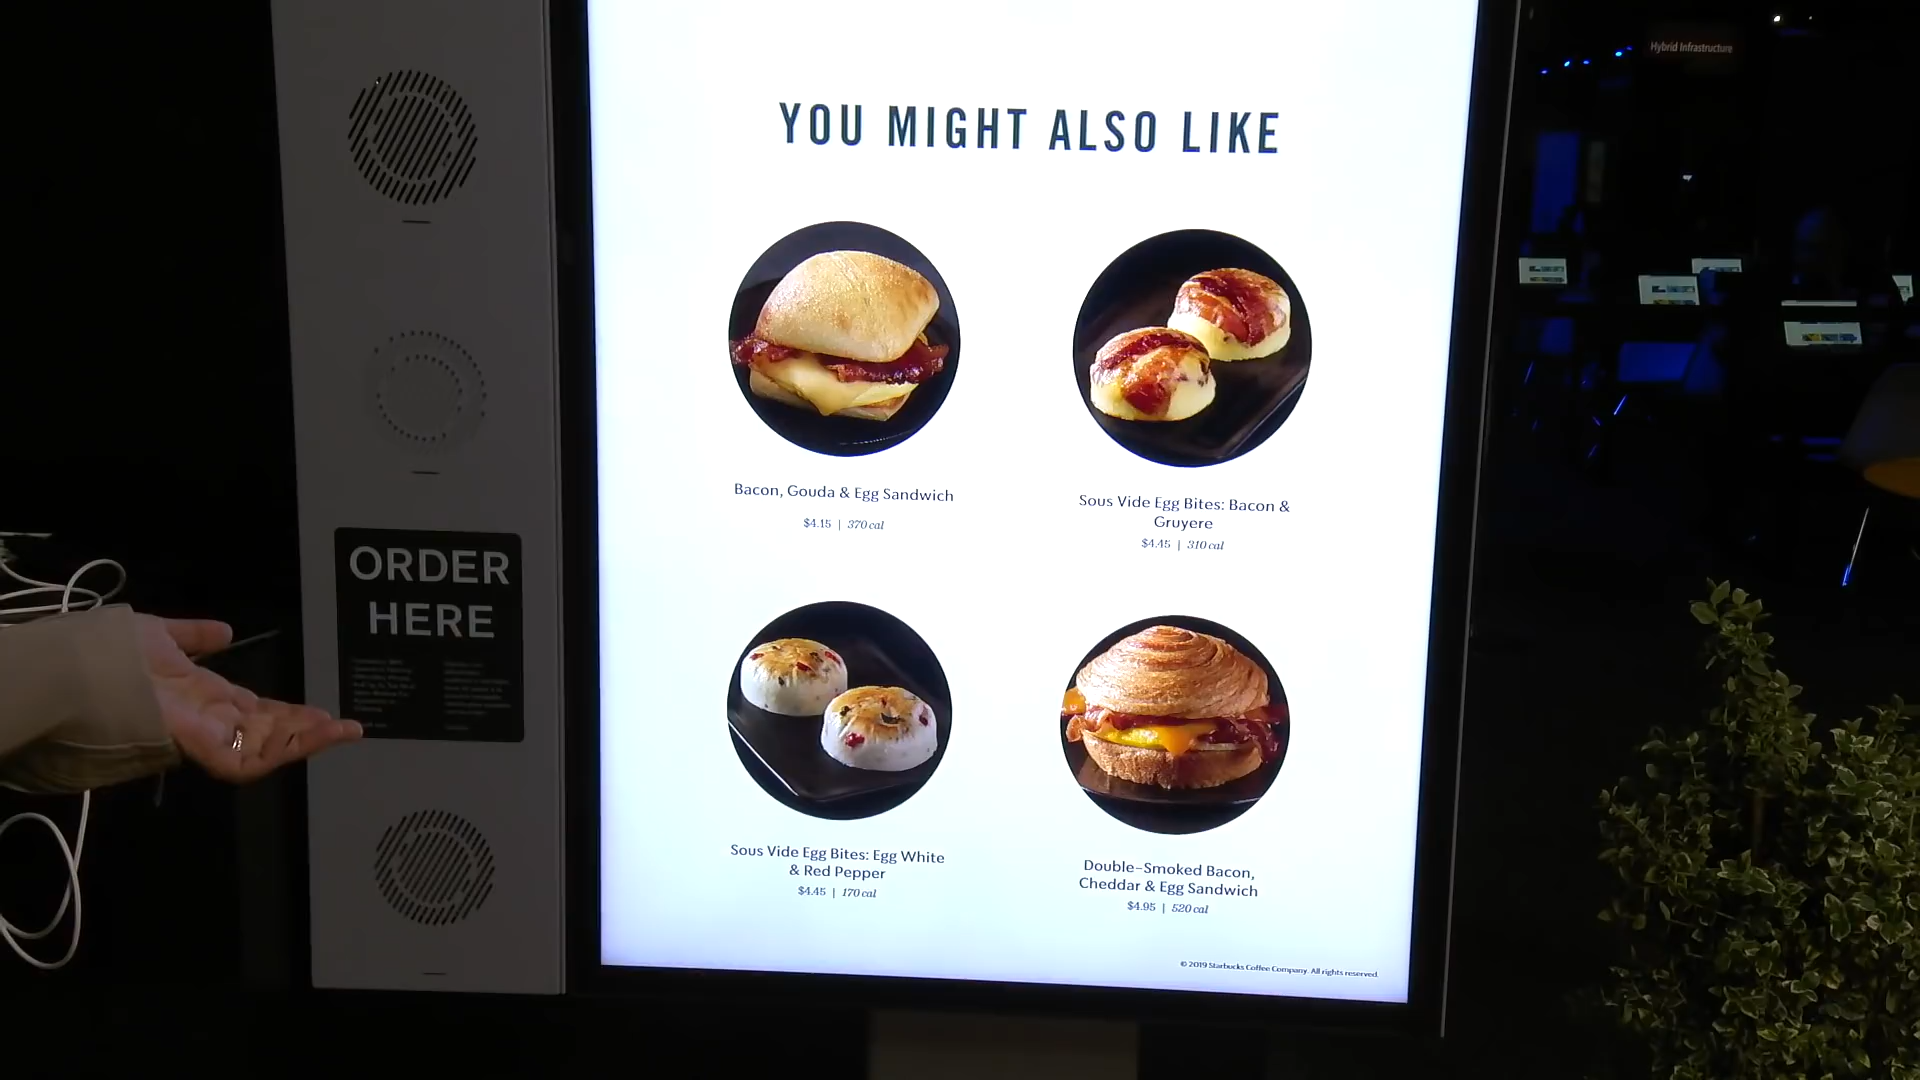 Hybrid Infrastructure
YOU MIGHT ALSO LIKE
Bacon, Gouda & Egg Sandwich
$4.15 | 370 cal
Sous Vide Egg Bites: Bacon &
Gruyere
$4.45 | 310 cal
ORDER
HERE
Sous Vide Egg Bites: Egg White
& Red Pepper
$4.45 | 170 cal
Double-Smoked Bacon,
Cheddar & Egg Sandwich
$4.95 | 520 cal
© 2019 Starbucks Coffee Company. All rights reserved.